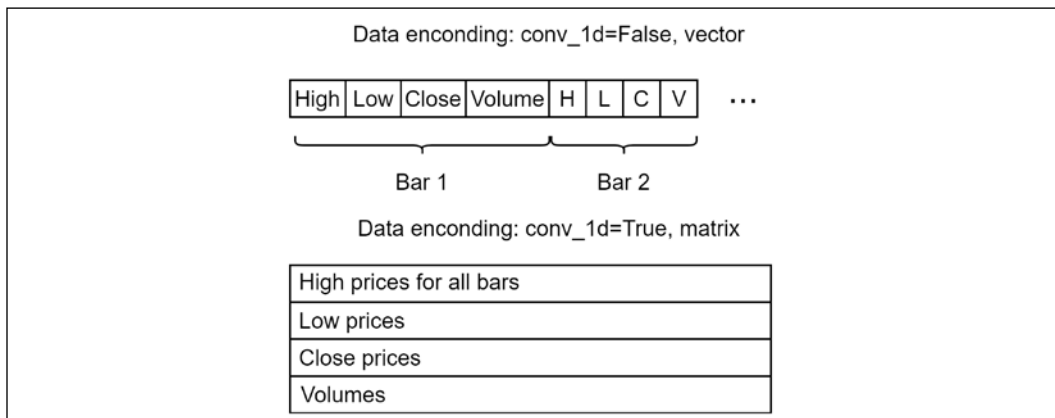 Data enconding: conv_1d=False, vector
High Low Close Volume H L C V ...
Bar 1 Bar 2
Data enconding: conv_1d=True, matrix
High prices for all bars
Low prices
Close prices
Volumes